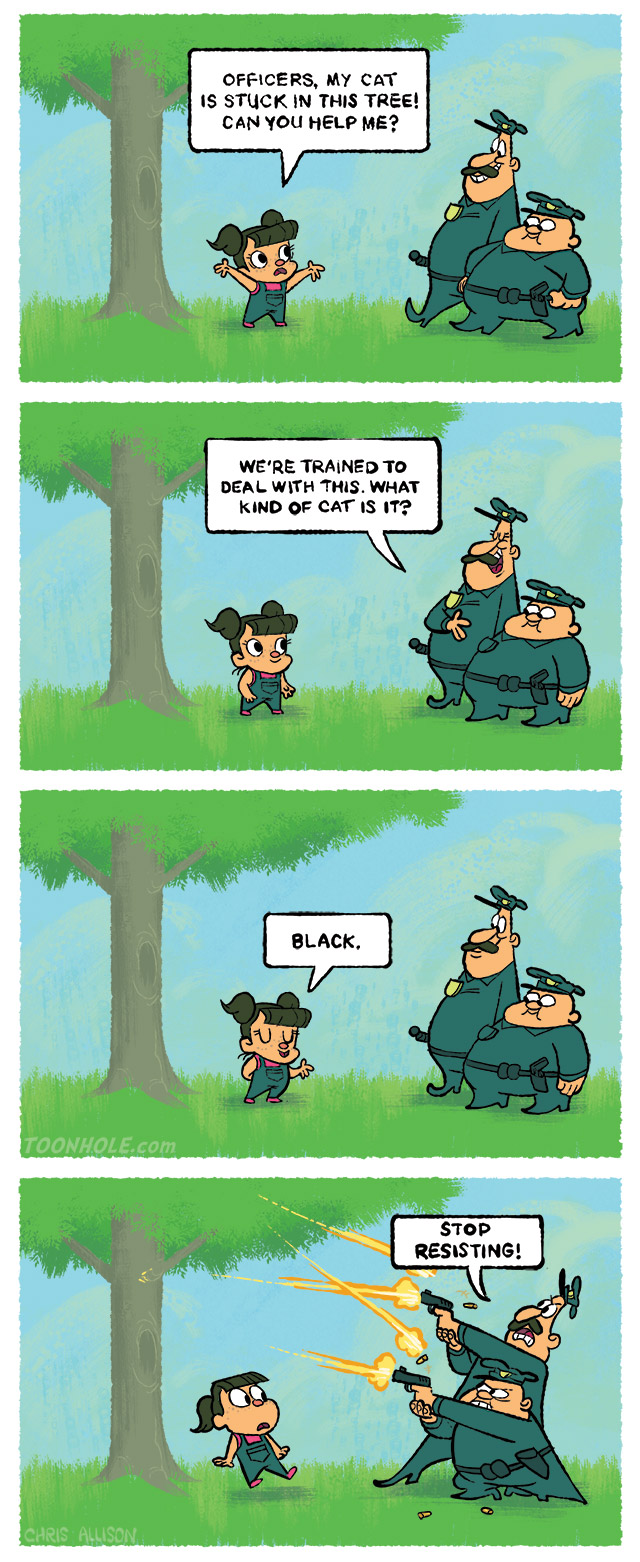 OFFICERS, MY CAT
IS STUCK IN THIS TREE!
CAN YOU HELP ME?
WE'RE TRAINED TO
DEAL WITH THIS. WHAT
KIND OF CAT IS IT?
BLACK.
TOONHOLE.com
STOP
RESISTING!
CHRIS ALLISON